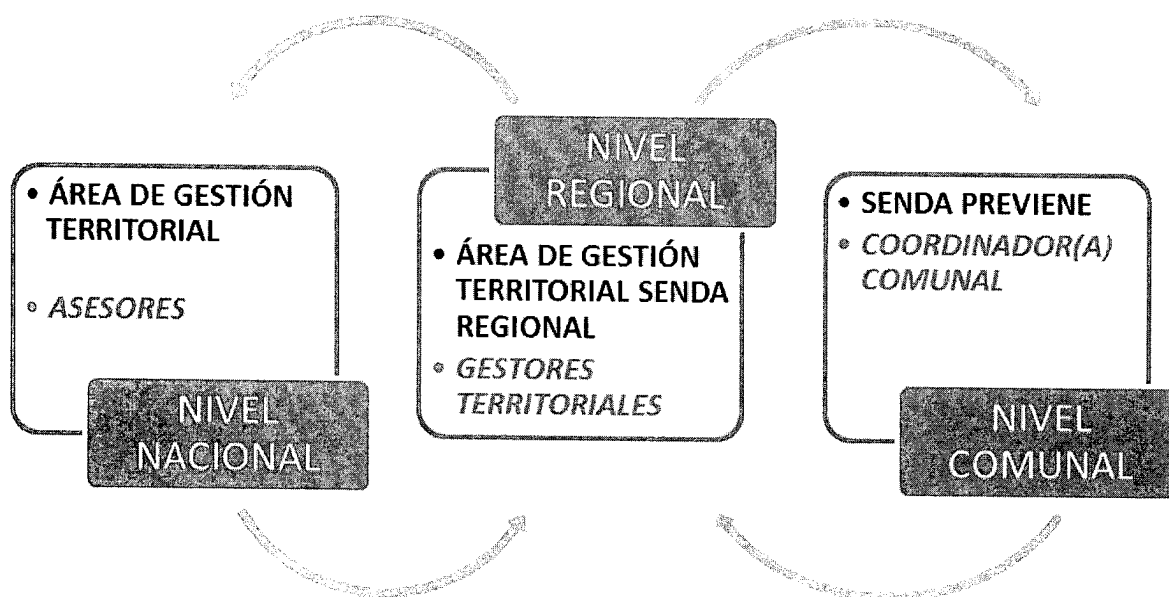 • ÁREA DE GESTIÓN
TERRITORIAL
• ASESORES
NIVEL
NACIONAL
NIVEL
REGIONAL
• ÁREA DE GESTIÓN
TERRITORIAL SENDA
REGIONAL
• GESTORES
TERRITORIALES
• SENDA PREVIENE
• COORDINADOR(A)
COMUNAL
NIVEL
COMUNAL